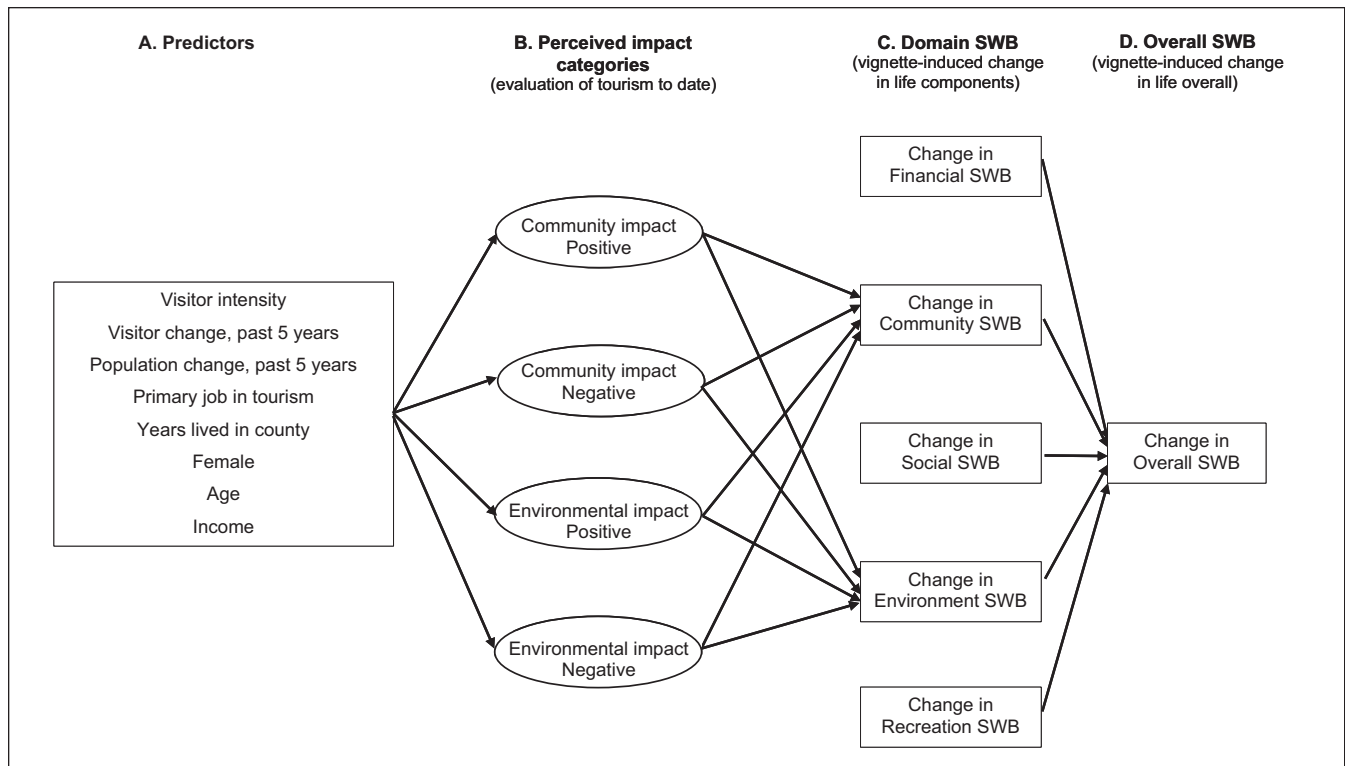 A. Predictors
Visitor intensity
Visitor change, past 5 years
Population change, past 5 years
Primary job in tourism
Years lived in county
Female
Age
Income
B. Perceived impact
categories
(evaluation of tourism to date)
Community impact
Positive
Community impact
Negative
Environmental impact
Positive
Environmental impact
Negative
C. Domain SWB
(vignette-induced change
in life components)
Change in
Financial SWB
Change in
Community SWB
Change in
Social SWB
Change in
Environment SWB
Change in
Recreation SWB
D. Overall SWB
(vignette-induced change
in life overall)
Change in
Overall SWB